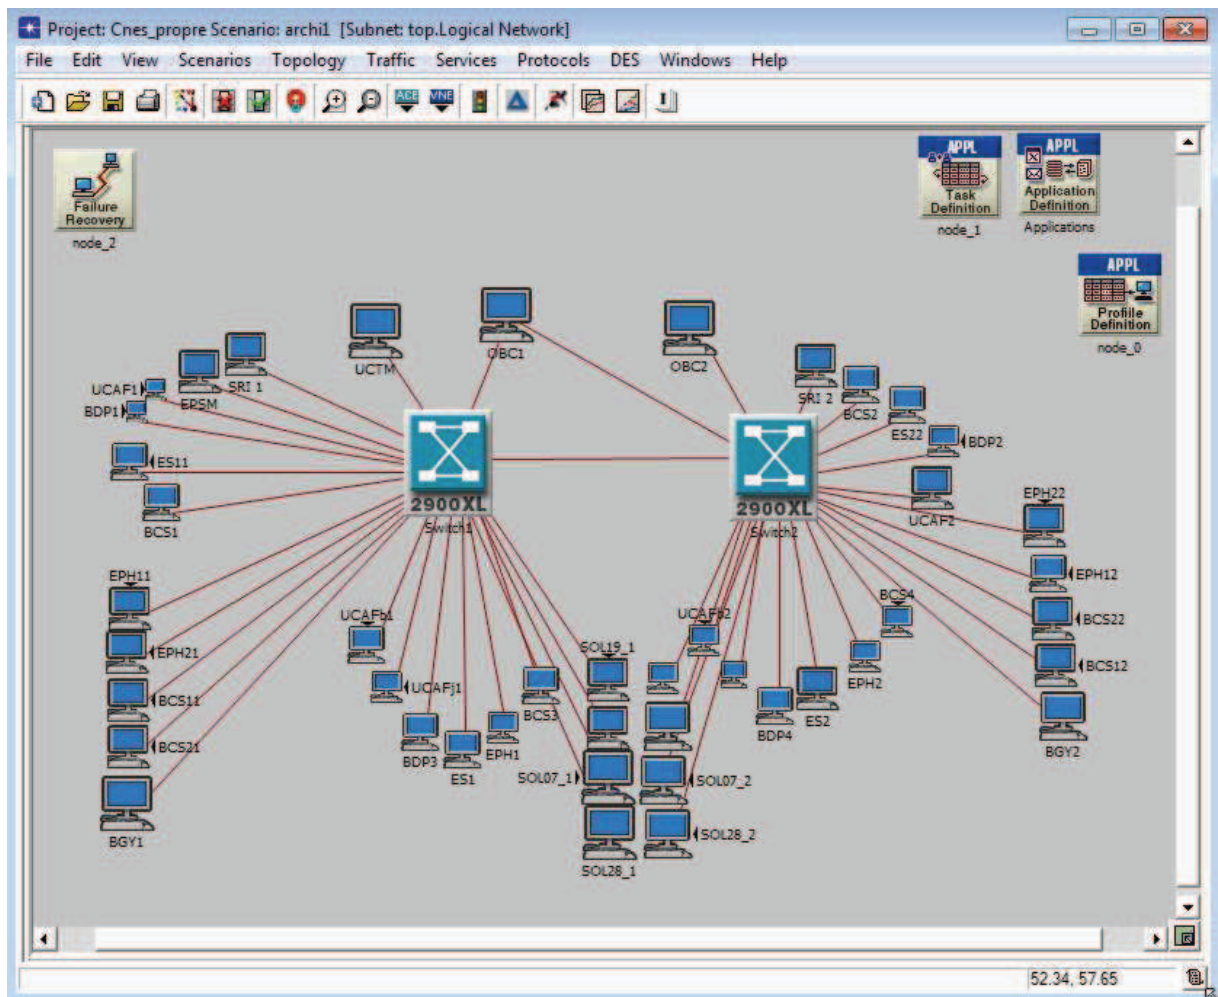 Project: Cnes_propre Scenario: archi1 [Subnet: top.Logical Network]
File Edit View Scenarios Topology Traffic Services Protocols DES Windows Help
ACE
VNE
Failure
Recovery
node_2
APPL
Task
Definition
node_1
APPL
Application
Definition
Applications
APPL
Profile
Definition
node_0
UCTM
OBC1
OBC2
SRI 1
EPSM
UCAF1
BDP1
ES11
BCS1
SRI 2
BCS2
ES22
BDP2
UCAF2
2900XL
Switch1
2900XL
Switch2
EPH22
EPH12
BCS22
BCS12
BGY2
EPH11
EPH21
BCS11
BCS21
BGY1
UCAFb1
UCAFj1
BDP3
ES1
EPH1
BCS3
SOL19_1
SOL07_1
SOL28_1
UCAFb2
BCS4
EPH2
ES2
BDP4
SOL07_2
SOL28_2
52.34, 57.65